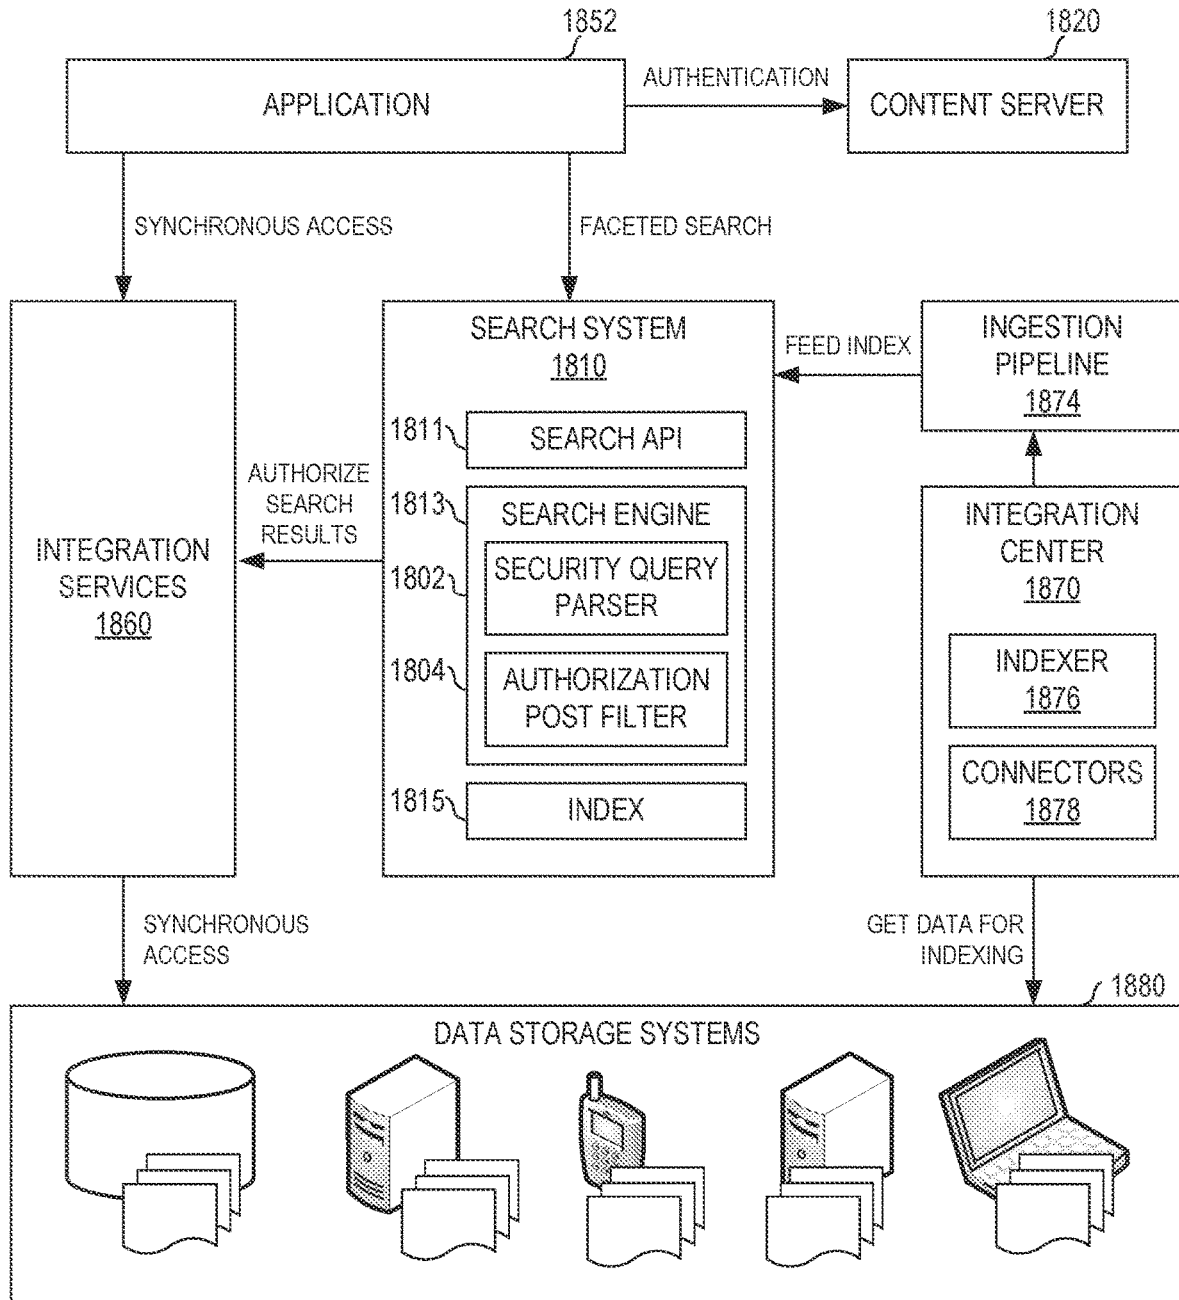 1852
1820
APPLICATION
AUTHENTICATION
CONTENT SERVER
SYNCHRONOUS ACCESS
FACETED SEARCH
INTEGRATION
SERVICES
1860
AUTHORIZE
SEARCH
RESULTS
SEARCH SYSTEM
1810
1811
SEARCH API
1813
SEARCH ENGINE
1802
SECURITY QUERY
PARSER
1804
AUTHORIZATION
POST FILTER
1815
INDEX
FEED INDEX
INGESTION
PIPELINE
1874
INTEGRATION
CENTER
1870
INDEXER
1876
CONNECTORS
1878
SYNCHRONOUS
ACCESS
GET DATA FOR
INDEXING
1880
DATA STORAGE SYSTEMS